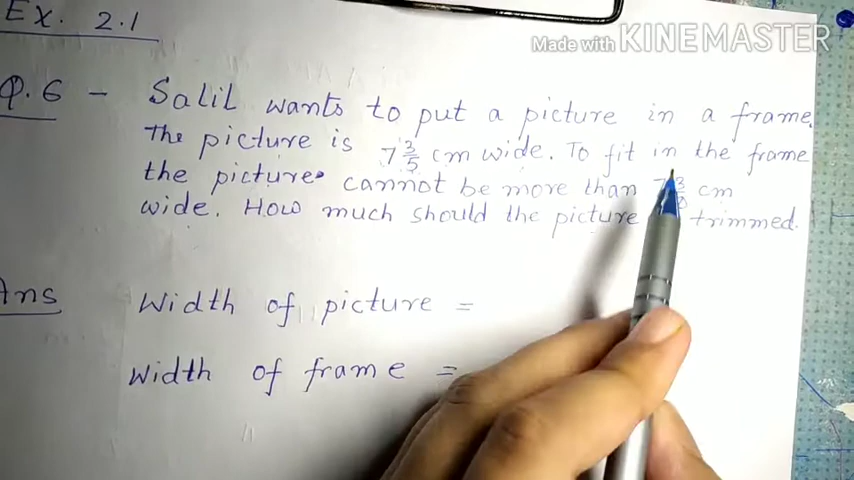 Made with KINEMASTER
Ex. 2.1
Q.6 - Salil wants to put a picture in a frame.
The picture is 7 3/5 cm wide. To fit in the frame
the picture cannot be more than cm
wide. How much should the picture trimmed.
Ans Width of picture =
Width of frame =